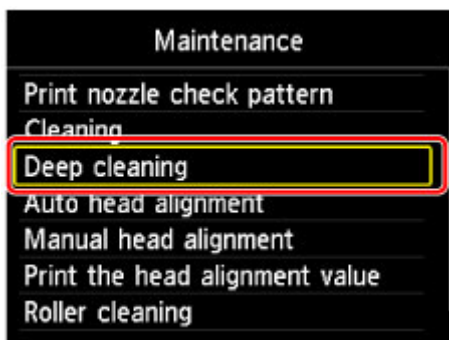 Maintenance
Print nozzle check pattern
Cleaning
Deep cleaning
Auto head alignment
Manual head alignment
Print the head alignment value
Roller cleaning